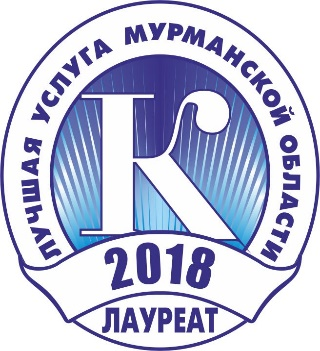 ЛУЧШАЯ УСЛУГА МУРМАНСКОЙ ОБЛАСТИ
К
2018
ЛАУРЕАТ